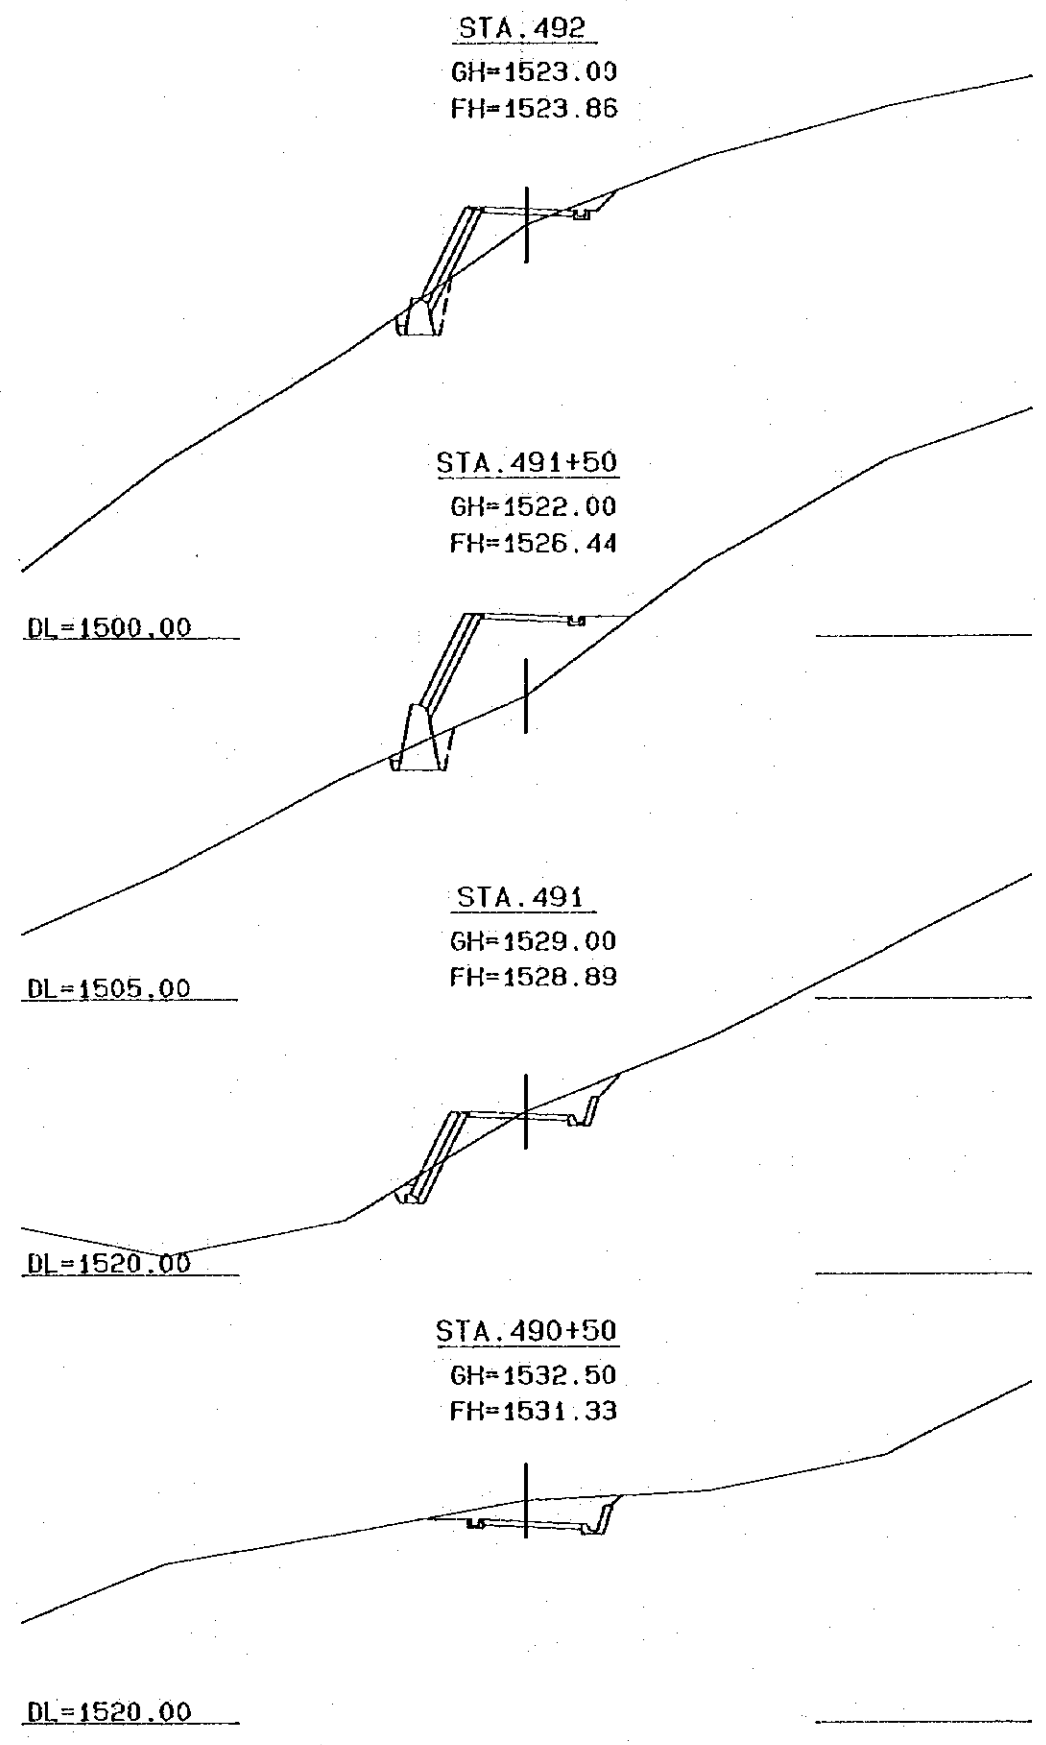 STA.492
GH=1523.00
FH=1523.86
STA.491+50
GH=1522.00
FH=1526.44
DL=1500.00
STA.491
GH=1529.00
FH=1528.89
DL=1505.00
DL=1520.00
STA.490+50
GH=1532.50
FH=1531.33
DL=1520.00